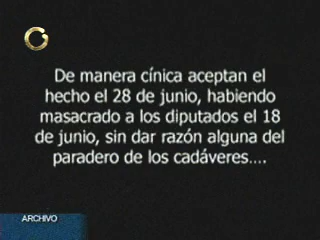 De manera cínica aceptan el
hecho el 28 de junio, habiendo
masacrado a los diputados el 18
de junio, sin dar razón alguna del
paradero de los cadáveres....
ARCHIVO